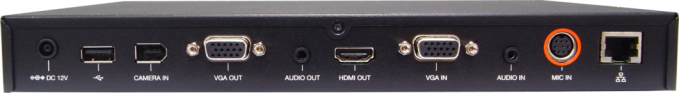 DC 12V
CAMERA IN
VGA OUT
AUDIO OUT
HDMI OUT
VGA IN
AUDIO IN
MIC IN